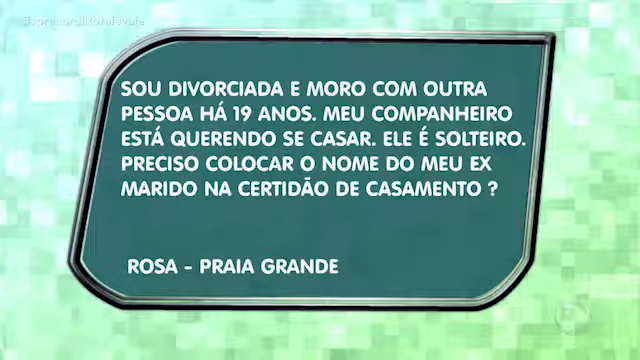 SOU DIVORCIADA E MORO COM OUTRA
PESSOA HÁ 19 ANOS. MEU COMPANHEIRO
ESTÁ QUERENDO SE CASAR. ELE É SOLTEIRO.
PRECISO COLOCAR O NOME DO MEU EX
MARIDO NA CERTIDÃO DE CASAMENTO ?
ROSA - PRAIA GRANDE